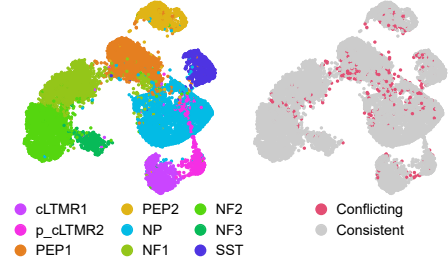 cLTMR1 PEP2 NF2 Conflicting
p_cLTMR2 NP NF3 Consistent
PEP1 NF1 SST